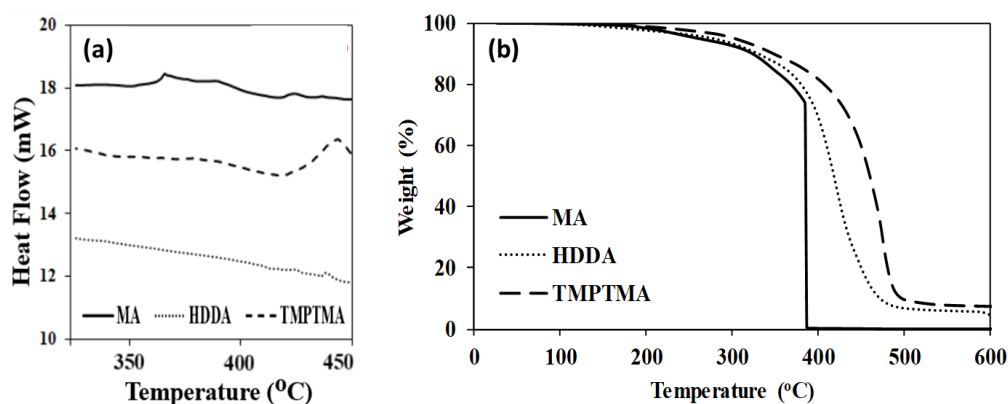 (a)
20
18
16
14
12
10
Heat Flow (mW)
MA HDDA TMPTMA
350 400 450
Temperature (°C)
(b)
100
80
60
40
20
0
Weight (%)
MA
HDDA
TMPTMA
0 100 200 300 400 500 600
Temperature (°C)